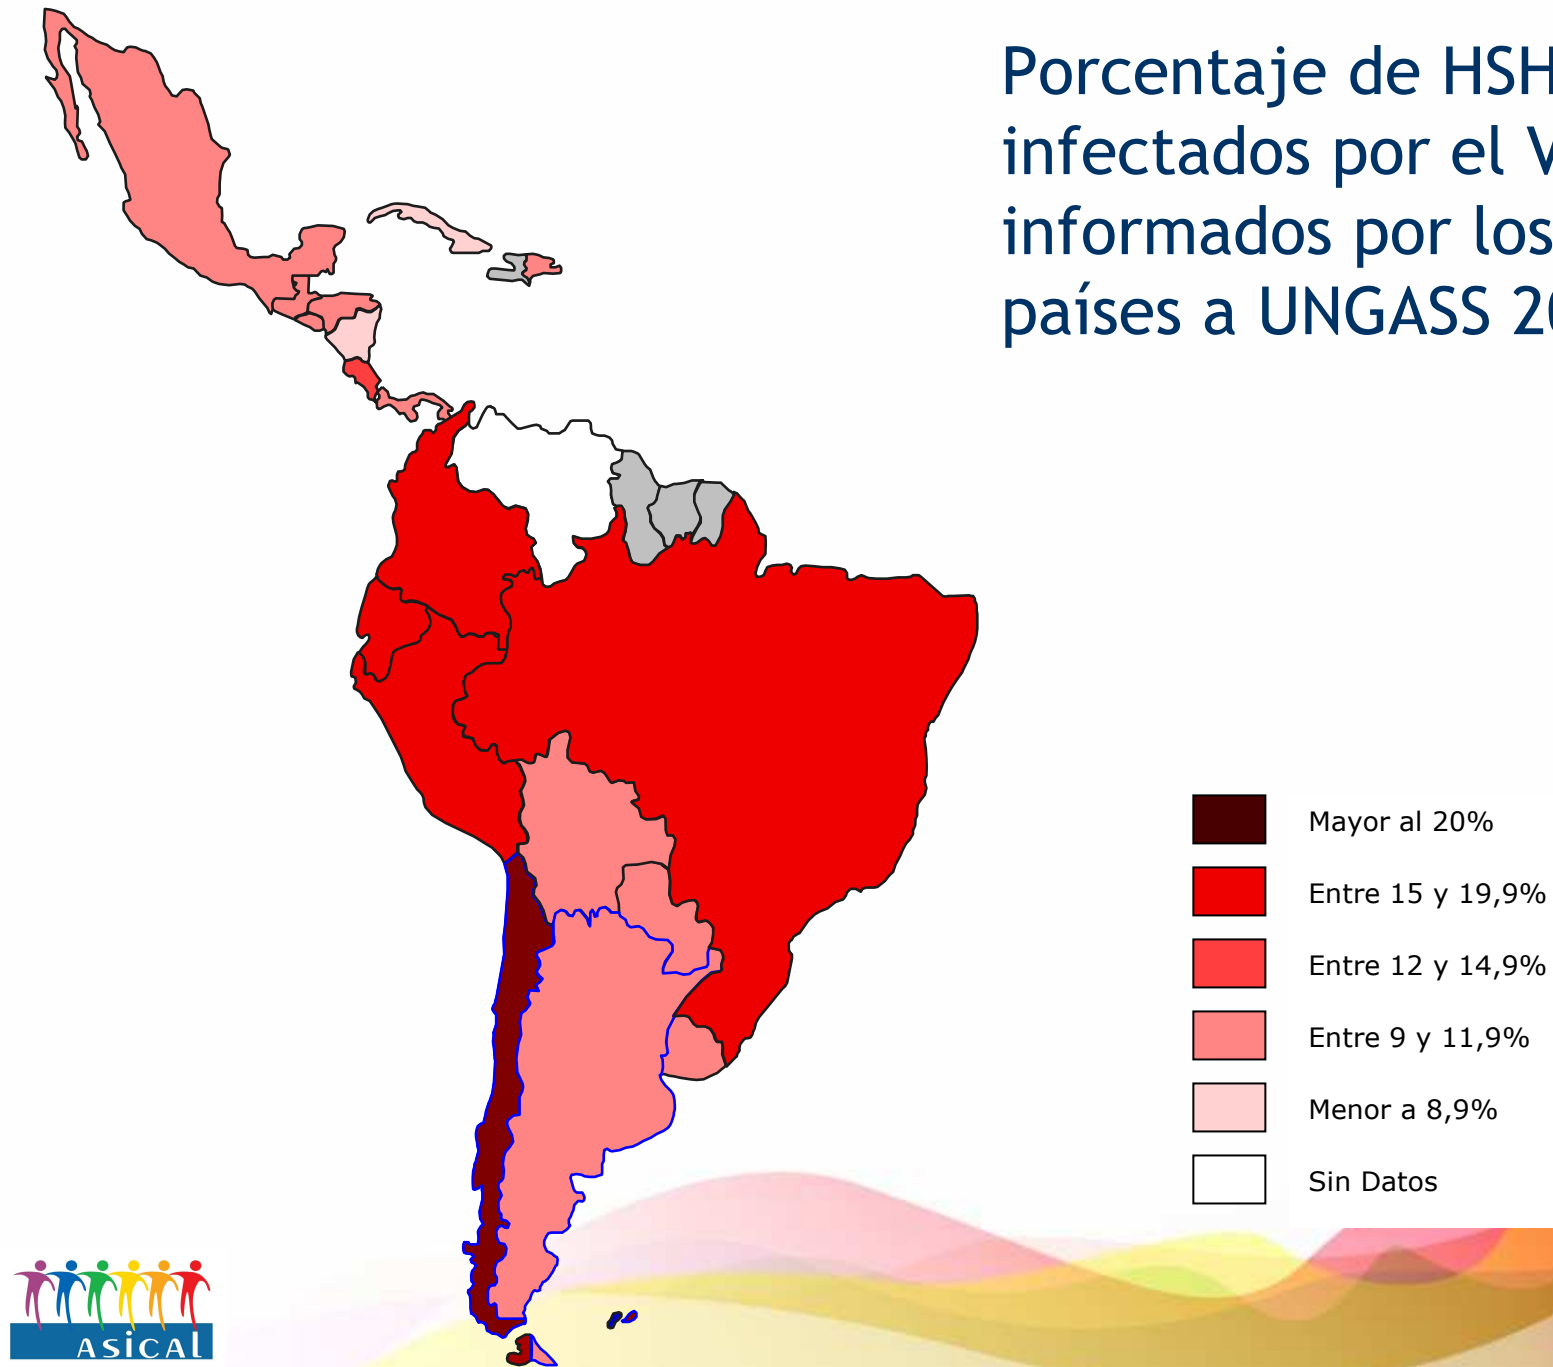 Porcentaje de HSH
infectados por el V
informados por los
países a UNGASS 20
Mayor al 20%
Entre 15 y 19,9%
Entre 12 y 14,9%
Entre 9 y 11,9%
Menor a 8,9%
Sin Datos
ASiCAL